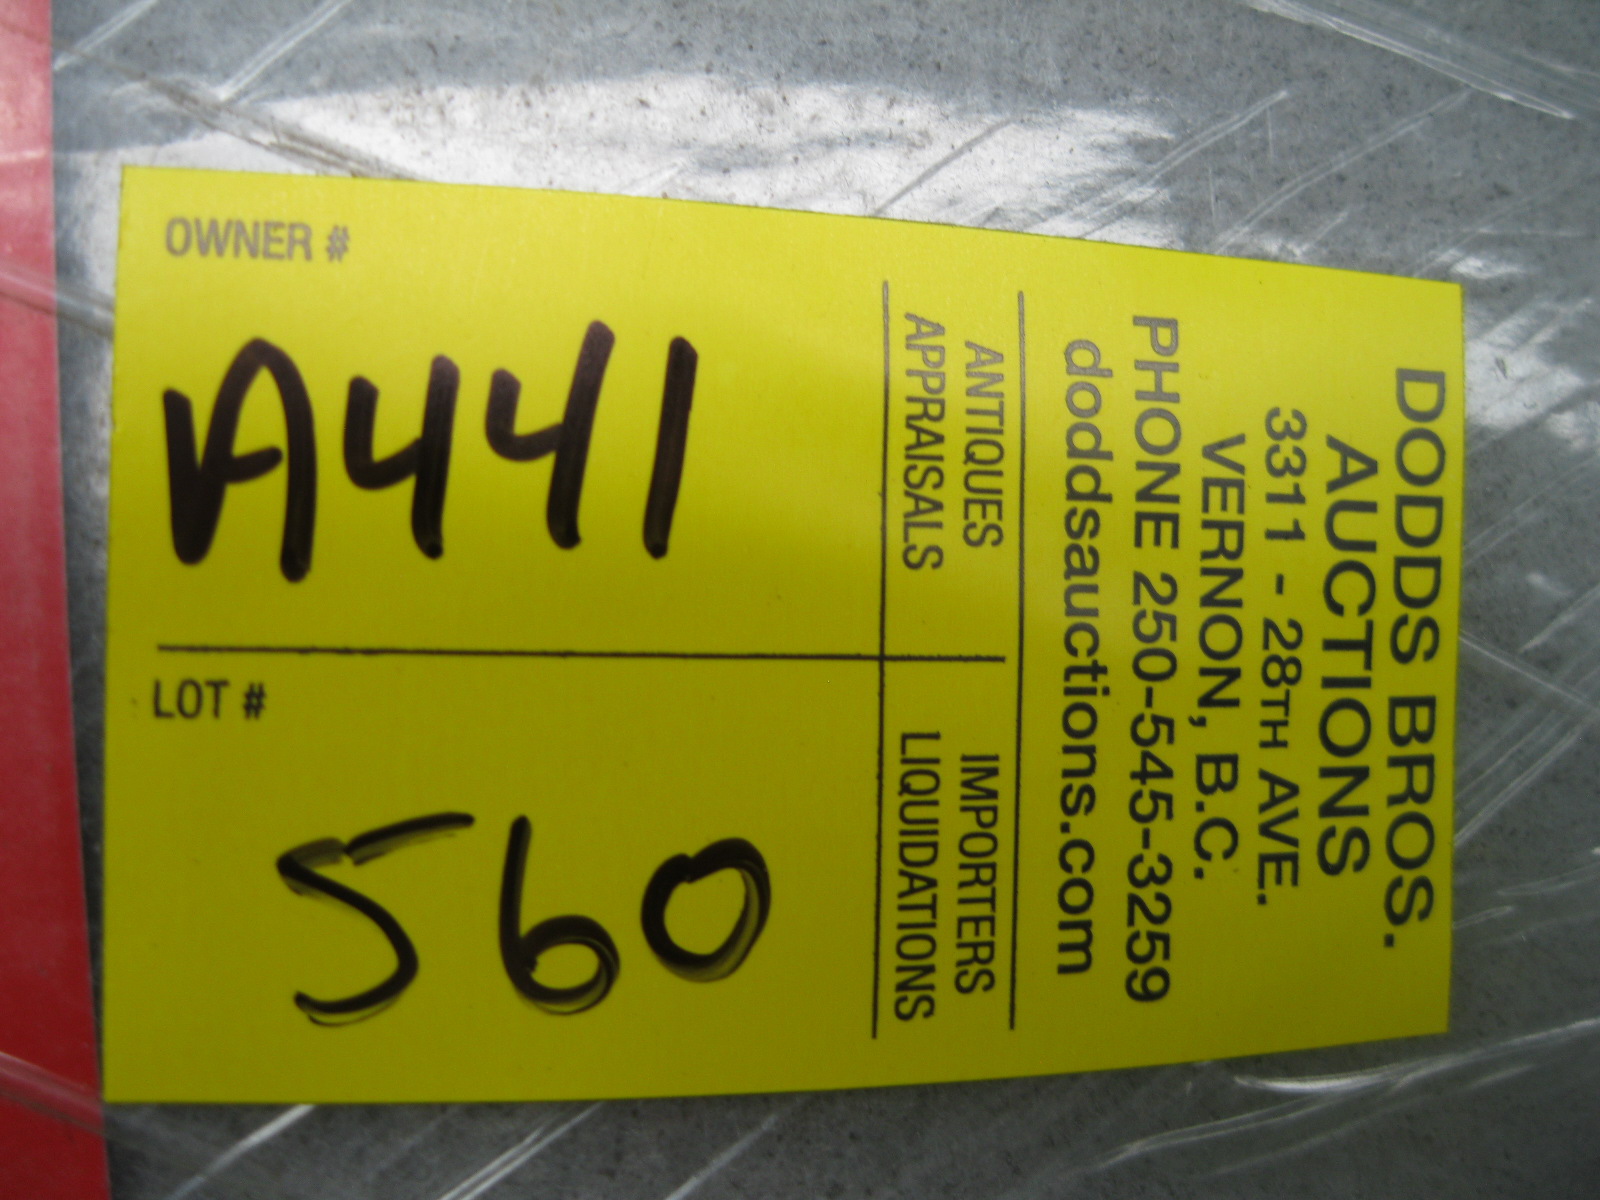 DODDS BROS.
AUCTIONS
3311 - 28TH AVE.
VERNON, B.C.
PHONE 250-545-3259
doddsauctions.com
ANTIQUES
APPRAISALS
IMPORTERS
LIQUIDATIONS
OWNER #
A441
LOT #
560